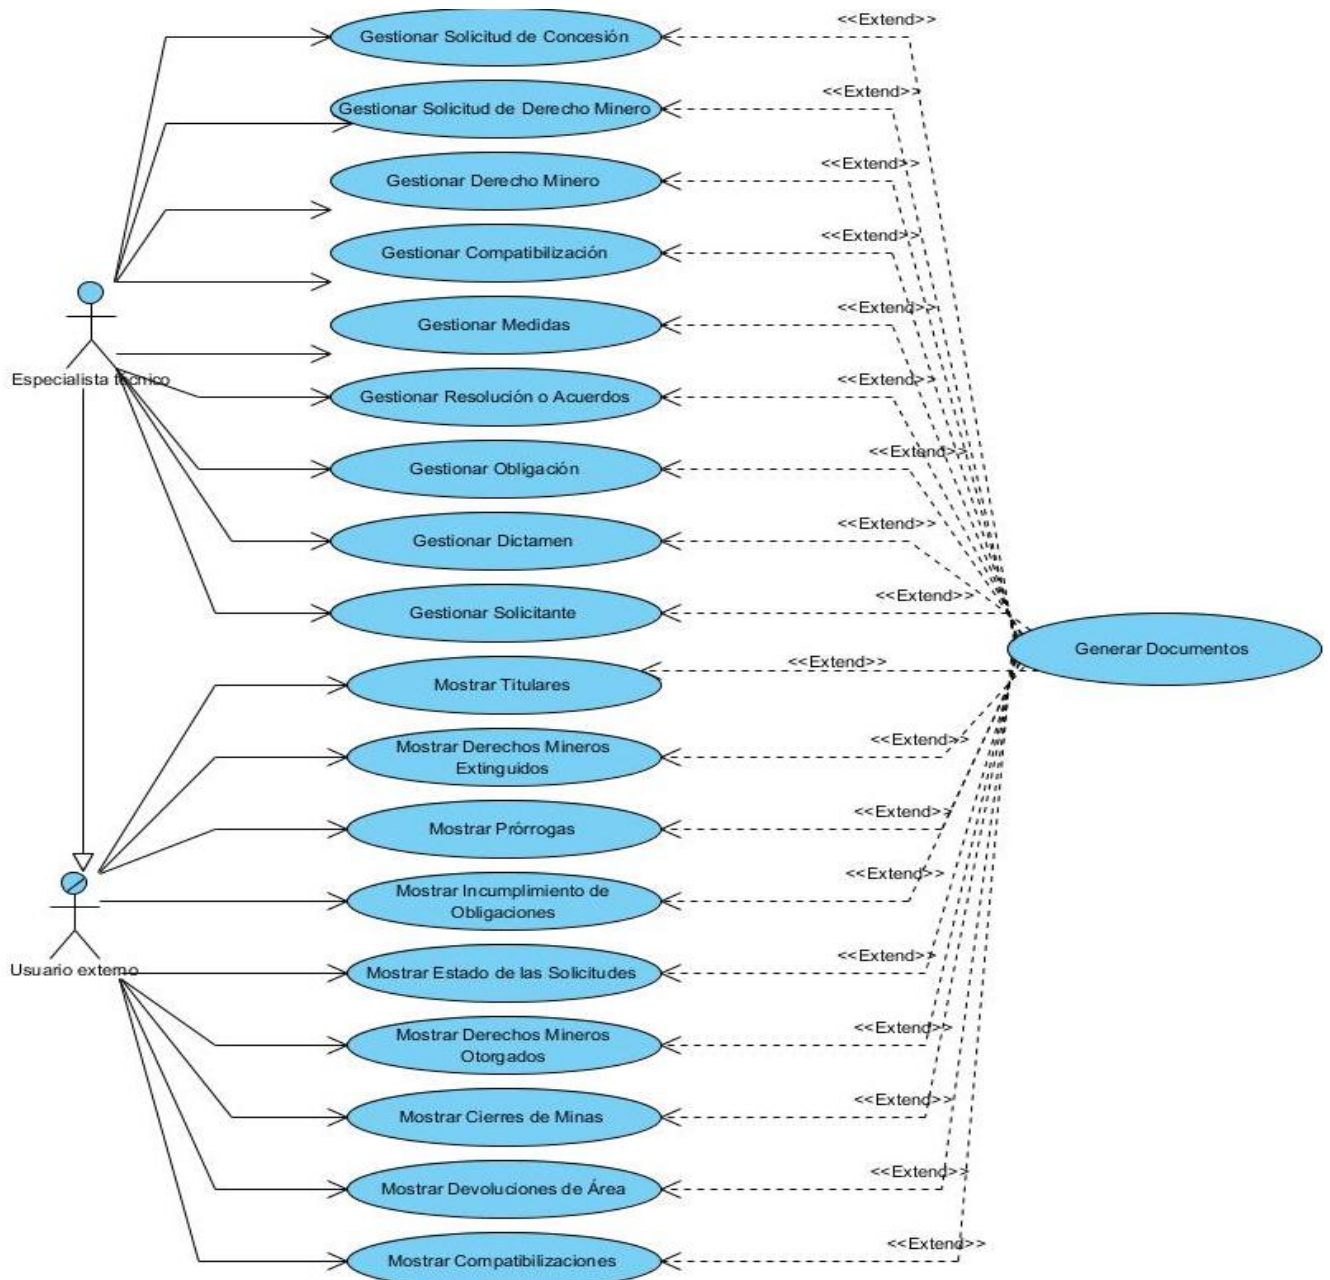 Gestionar Solicitud de Concesión
<<Extend>>
Gestionar Solicitud de Derecho Minero
<<Extend>>
Gestionar Derecho Minero
<<Extend>>
Gestionar Compatibilización
<<Extend>>
Gestionar Medidas
<<Extend>>
Especialista técnico
Gestionar Resolución o Acuerdos
<<Extend>>
Gestionar Obligación
<<Extend>>
Gestionar Dictamen
<<Extend>>
Gestionar Solicitante
<<Extend>>
Generar Documentos
Mostrar Titulares
<<Extend>>
Mostrar Derechos Mineros
Extinguidos
<<Extend>>
Mostrar Prórrogas
<<Extend>>
Mostrar Incumplimiento de
Obligaciones
<<Extend>>
Usuario externo
Mostrar Estado de las Solicitudes
<<Extend>>
Mostrar Derechos Mineros
Otorgados
<<Extend>>
Mostrar Cierres de Minas
<<Extend>>
Mostrar Devoluciones de Área
<<Extend>>
Mostrar Compatibilizaciones
<<Extend>>